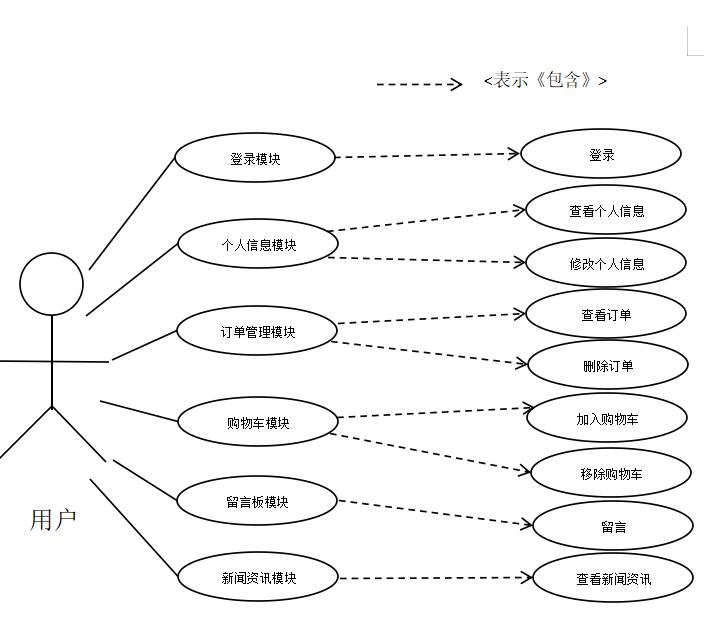 <表示《包含》>
登录模块
登录
查看个人信息
个人信息模块
修改个人信息
查看订单
订单管理模块
删除订单
加入购物车
购物车模块
移除购物车
留言板模块
用户
留言
新闻资讯模块
查看新闻资讯